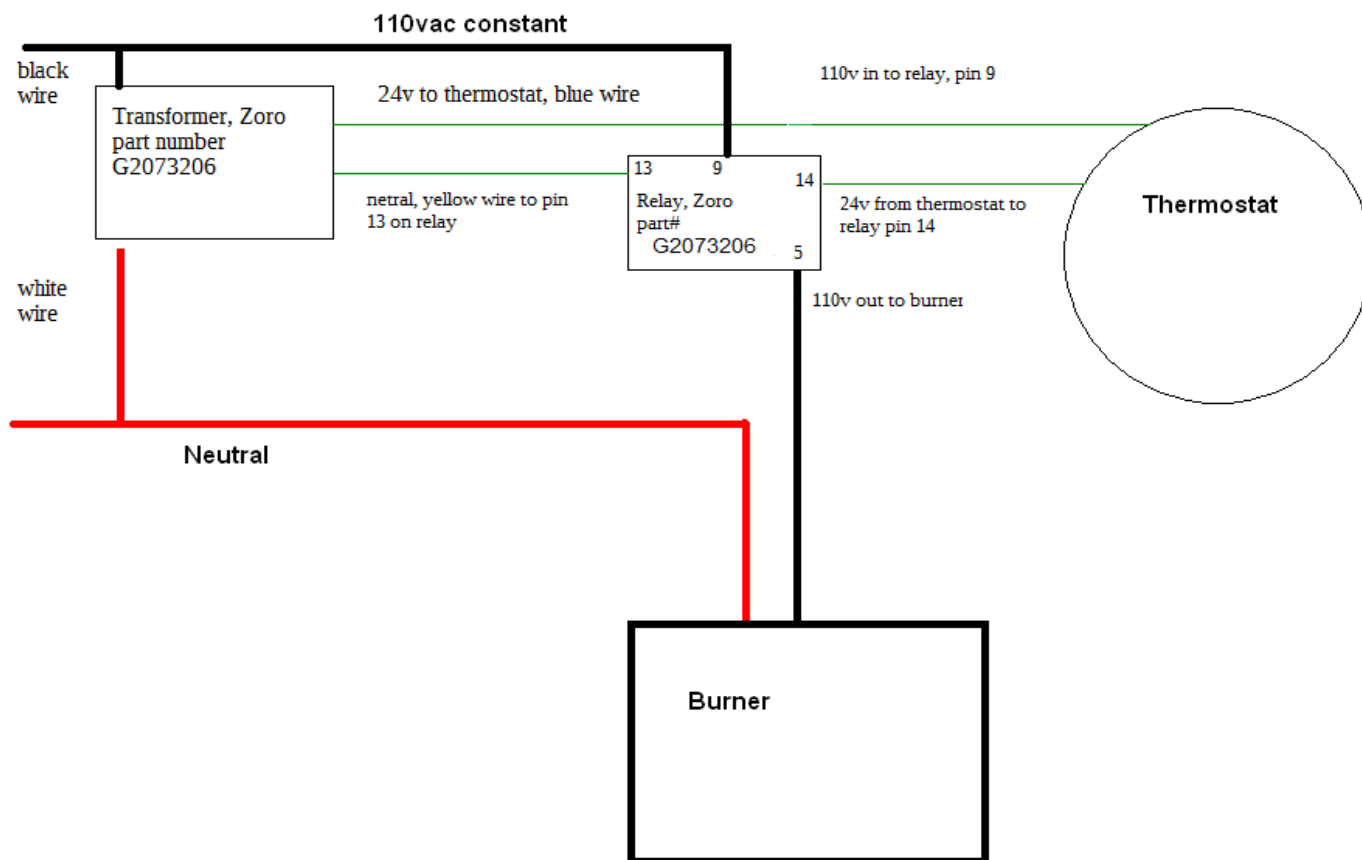 110vac constant
black
wire
110v in to relay, pin 9
24v to thermostat, blue wire
Transformer, Zoro
part number
G2073206
13
9
14
netral, yellow wire to pin
13 on relay
Relay, Zoro
part#
G2073206
5
24v from thermostat to
relay pin 14
Thermostat
white
wire
110v out to burner
Neutral
Burner